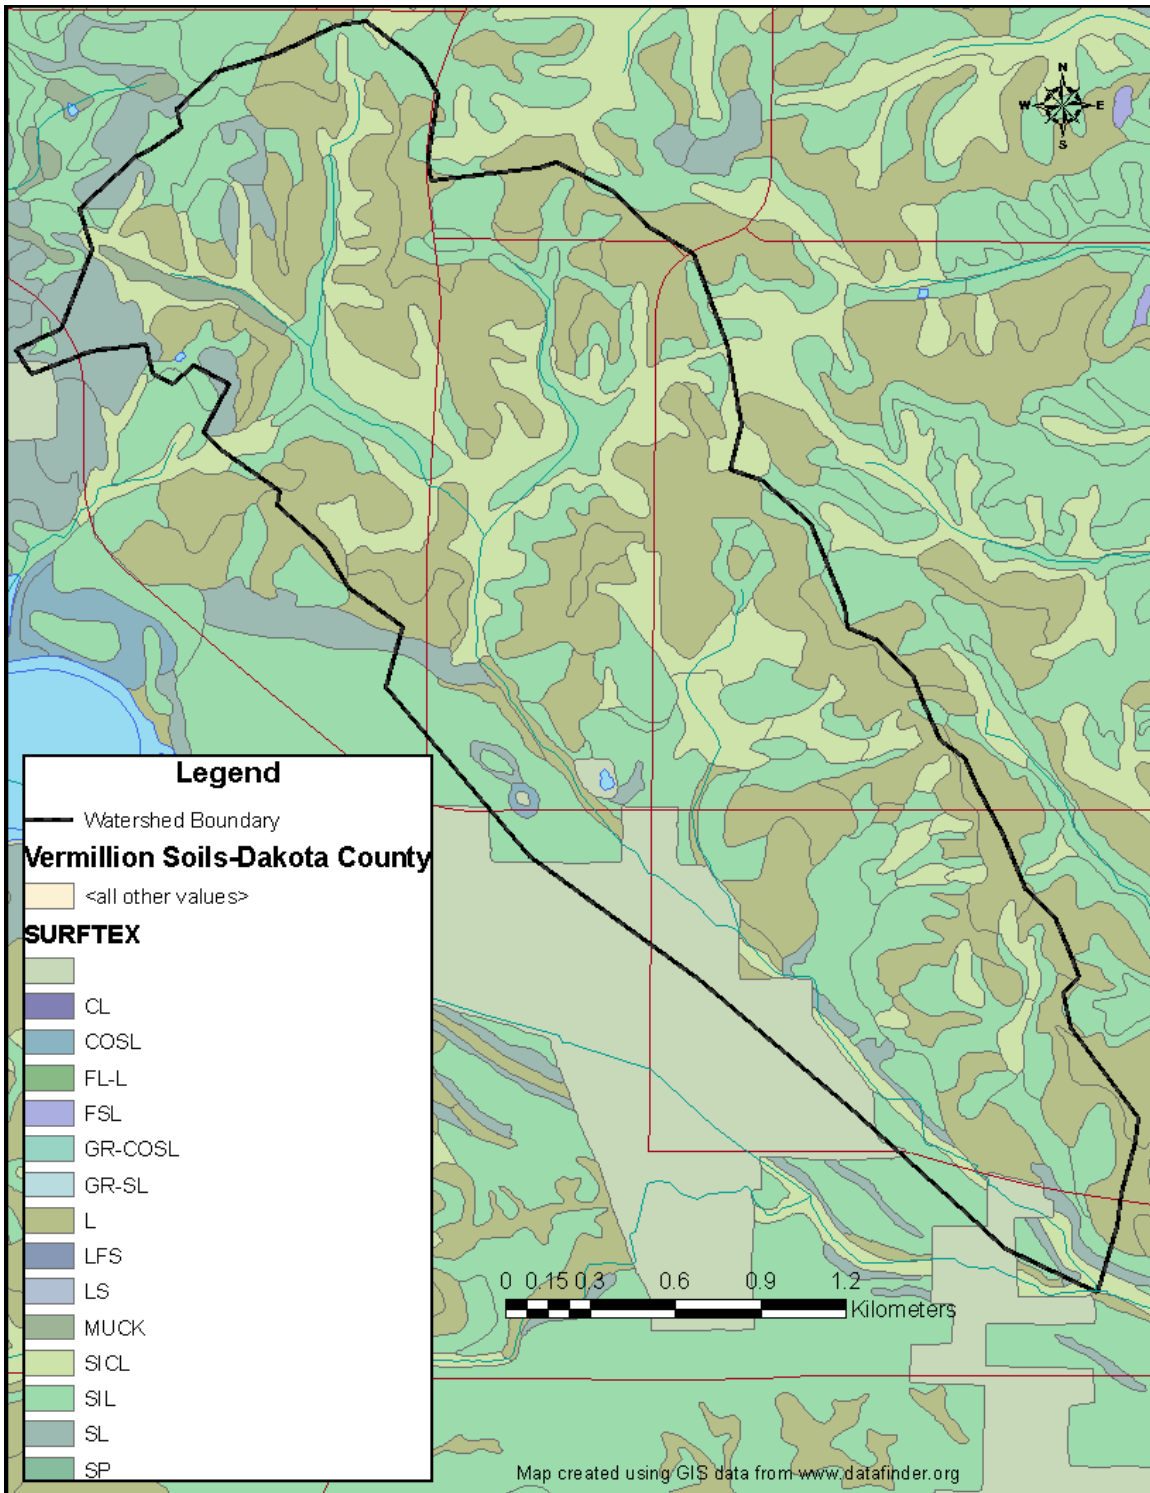 N
W E
S
Legend
Watershed Boundary
Vermillion Soils-Dakota County
<all other values>
SURFTEX
CL
COSL
FL-L
FSL
GR-COSL
GR-SL
L
LFS
LS
MUCK
SICL
SIL
SL
SP
0 0.15 0.3 0.6 0.9 1.2
Kilometers
Map created using GIS data from www.datafinder.org